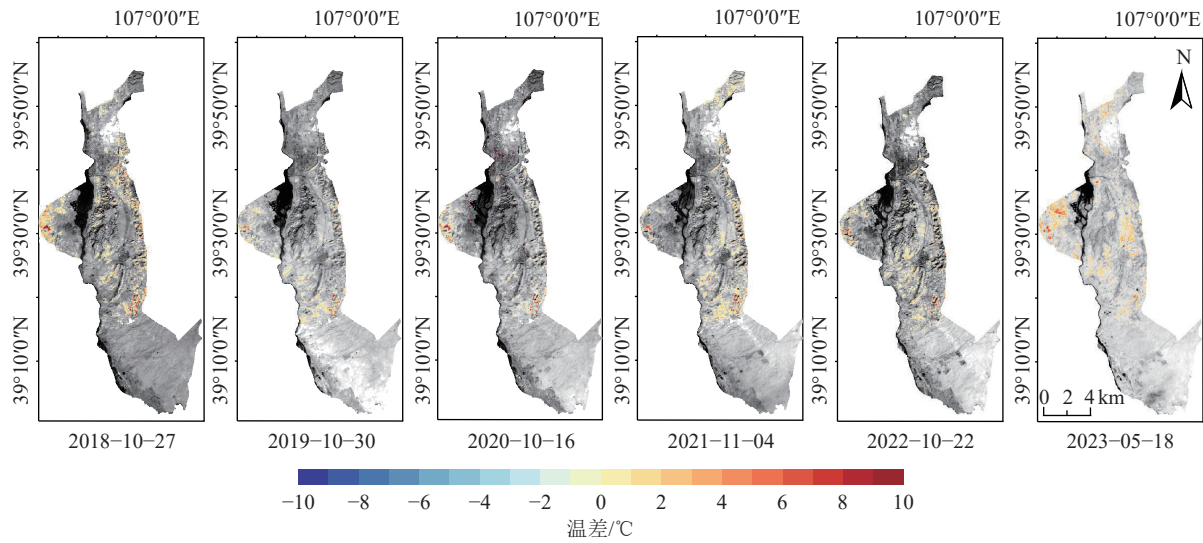 107°0′0″E 107°0′0″E 107°0′0″E 107°0′0″E 107°0′0″E 107°0′0″E
39°50′0″N 39°50′0″N 39°50′0″N 39°50′0″N 39°50′0″N 39°50′0″N
N
39°30′0″N 39°30′0″N 39°30′0″N 39°30′0″N 39°30′0″N 39°30′0″N
39°10′0″N 39°10′0″N 39°10′0″N 39°10′0″N 39°10′0″N 39°10′0″N
0 2 4 km
2018−10−27 2019−10−30 2020−10−16 2021−11−04 2022−10−22 2023−05−18
−10 −8 −6 −4 −2 0 2 4 6 8 10
温差/℃